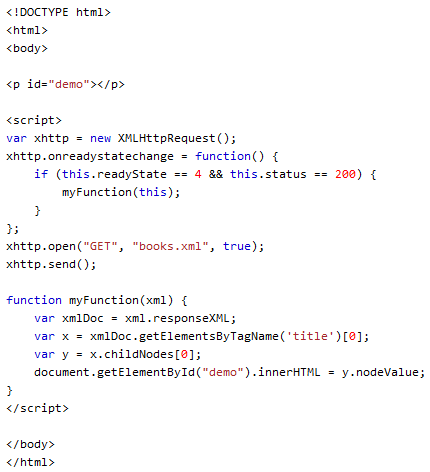 <!DOCTYPE html>
<html>
<body>

<p id="demo"></p>

<script>
var xhttp = new XMLHttpRequest();
xhttp.onreadystatechange = function() {
    if (this.readyState == 4 && this.status == 200) {
        myFunction(this);
    }
};
xhttp.open("GET", "books.xml", true);
xhttp.send();

function myFunction(xml) {
    var xmlDoc = xml.responseXML;
    var x = xmlDoc.getElementsByTagName('title')[0];
    var y = x.childNodes[0];
    document.getElementById("demo").innerHTML = y.nodeValue;
}
</script>

</body>
</html>